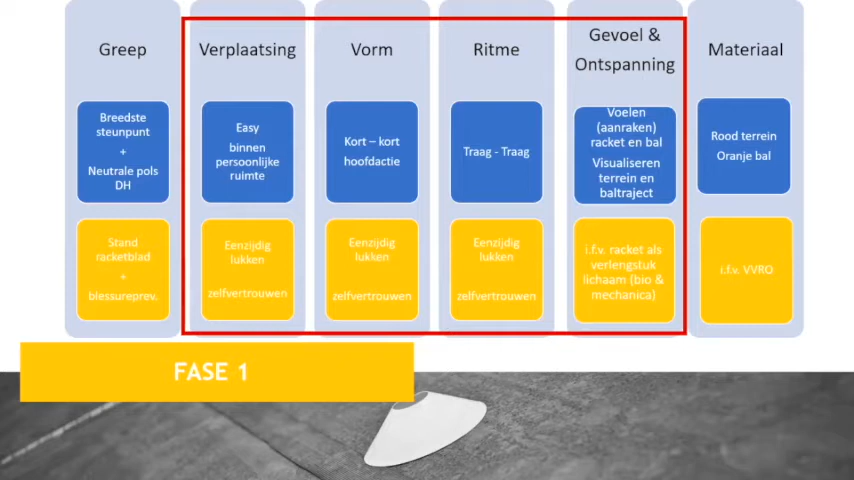 Greep
Breedste
steunpunt
+
Neutrale pols
DH
Stand
racketblad
+
blessureprev.
Verplaatsing
Easy
binnen
persoonlijke
ruimte
Eenzijdig
lukken
zelfvertrouwen
Vorm
Kort – kort
hoofdactie
Eenzijdig
lukken
zelfvertrouwen
Ritme
Traag - Traag
Eenzijdig
lukken
zelfvertrouwen
Gevoel &
Ontspanning
Voelen
(aanraken)
racket en bal
Visualiseren
terrein en
baltraject
i.f.v. racket als
verlengstuk
lichaam (bio &
mechanica)
Materiaal
Rood terrein
Oranje bal
i.f.v. VVRO
FASE 1